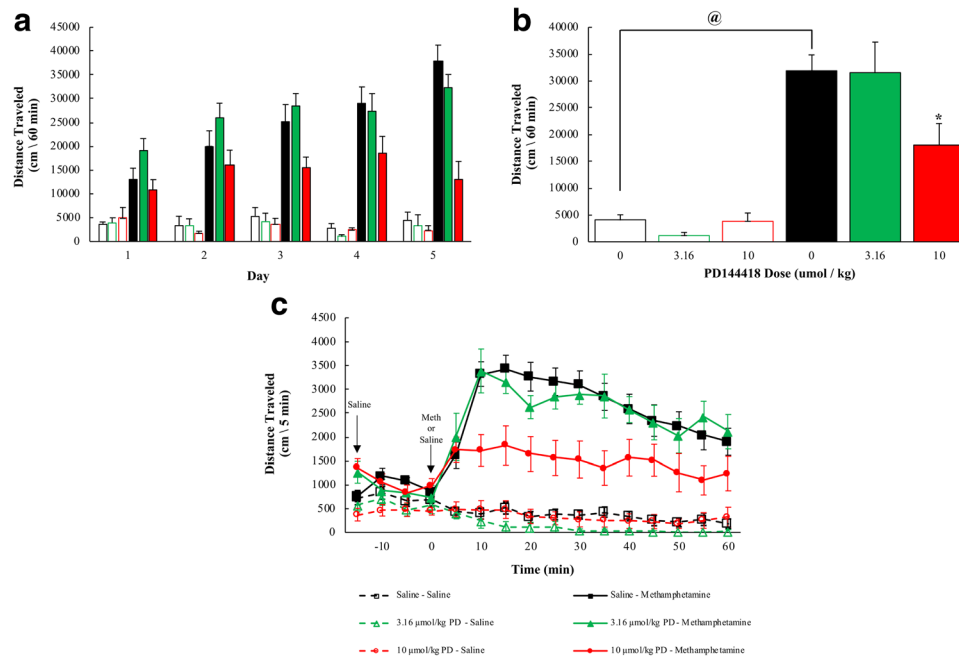 a
Distance Traveled
(cm \ 60 min)
45000
40000
35000
30000
25000
20000
15000
10000
5000
0
1 2 3 4 5
Day
b
Distance Traveled
(cm \ 60 min)
40000
35000
30000
25000
20000
15000
10000
5000
0
@
*
0 3.16 10 0 3.16 10
PD144418 Dose (umol / kg)
c
Distance Traveled
(cm \ 5 min)
4500
4000
3500
3000
2500
2000
1500
1000
500
0
Saline
Meth
or
Saline
-10 0 10 20 30 40 50 60
Time (min)
Saline - Saline
Saline - Methamphetamine
3.16 µmol/kg PD - Saline
3.16 µmol/kg PD - Methamphetamine
10 µmol/kg PD - Saline
10 µmol/kg PD - Methamphetamine